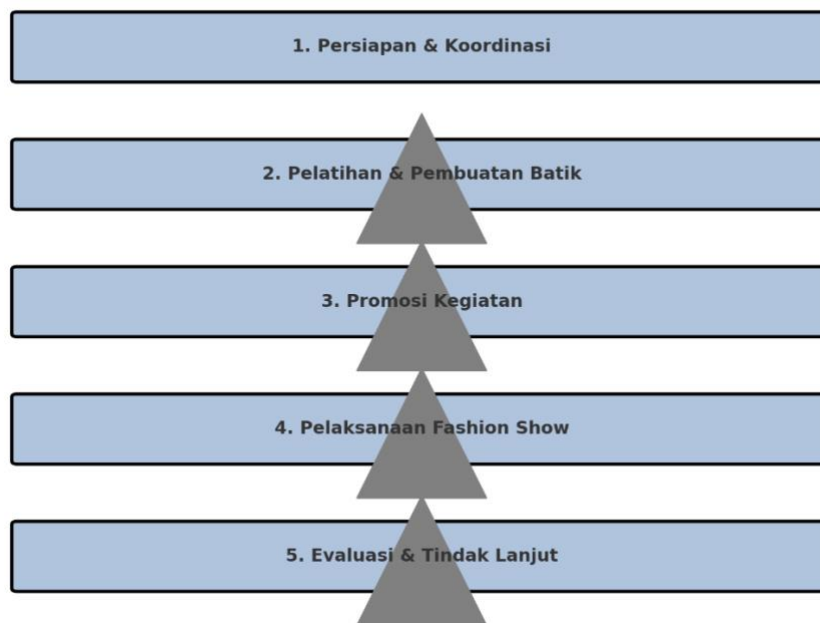 1. Persiapan & Koordinasi
2. Pelatihan & Pembuatan Batik
3. Promosi Kegiatan
4. Pelaksanaan Fashion Show
5. Evaluasi & Tindak Lanjut